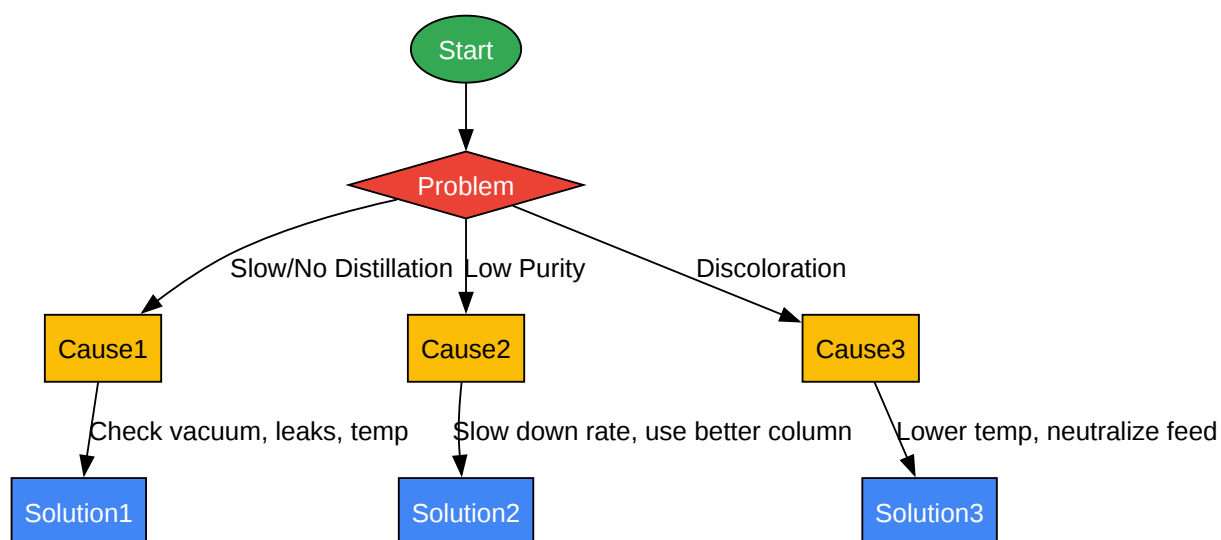 Start
Problem
Slow/No Distillation
Low Purity
Discoloration
Cause1
Cause2
Cause3
Check vacuum, leaks, temp
Slow down rate, use better column
Lower temp, neutralize feed
Solution1
Solution2
Solution3